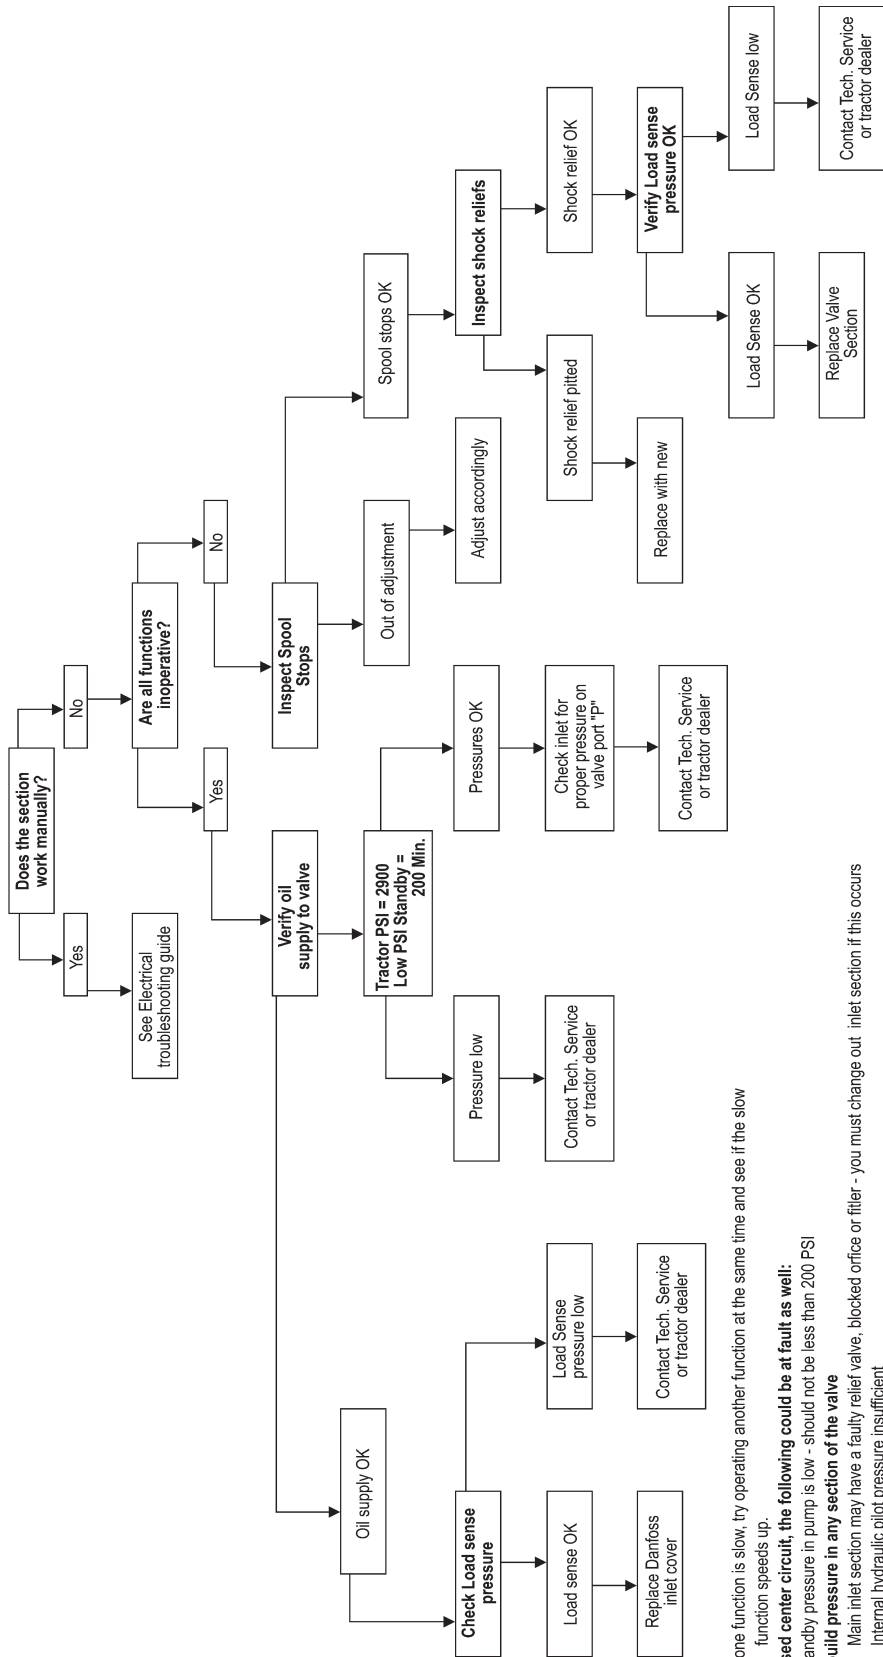 Does the section
work manually?
Yes
No
See Electrical
troubleshooting guide
Are all functions
inoperative?
Yes
No
Verify oil
supply to valve
Inspect Spool
Stops
Oil supply OK
Tractor PSI = 2900
Low PSI Standby =
200 Min.
Out of adjustment
Spool stops OK
Check Load sense
pressure
Pressure low
Pressures OK
Adjust accordingly
Inspect shock reliefs
Load sense OK
Load Sense
pressure low
Contact Tech. Service
or tractor dealer
Check inlet for
proper pressure on
valve port "P"
Shock relief pitted
Shock relief OK
Replace Danfoss
inlet cover
Contact Tech. Service
or tractor dealer
Contact Tech. Service
or tractor dealer
Replace with new
Verify Load sense
pressure OK
Load Sense OK
Load Sense low
Replace Valve
Section
Contact Tech. Service
or tractor dealer
one function is slow, try operating another function at the same time and see if the slow
function speeds up.
sed center circuit, the following could be at fault as well:
andby pressure in pump is low - should not be less than 200 PSI
uild pressure in any section of the valve
Main inlet section may have a faulty relief valve, blocked orfice or fitler - you must change out inlet section if this occurs
Internal hydraulic pilot pressure insufficient